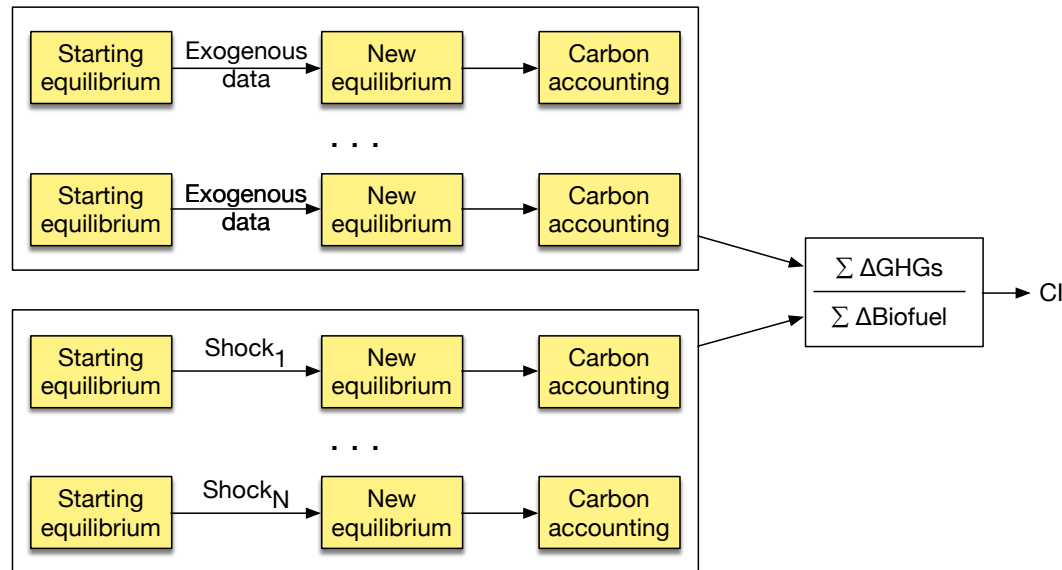 Starting
equilibrium
Exogenous
data
New
equilibrium
Carbon
accounting
. . .
Starting
equilibrium
Exogenous
data
New
equilibrium
Carbon
accounting
∑ ΔGHGs
∑ ΔBiofuel
CI
Starting
equilibrium
Shock₁
New
equilibrium
Carbon
accounting
. . .
Starting
equilibrium
Shock_N
New
equilibrium
Carbon
accounting